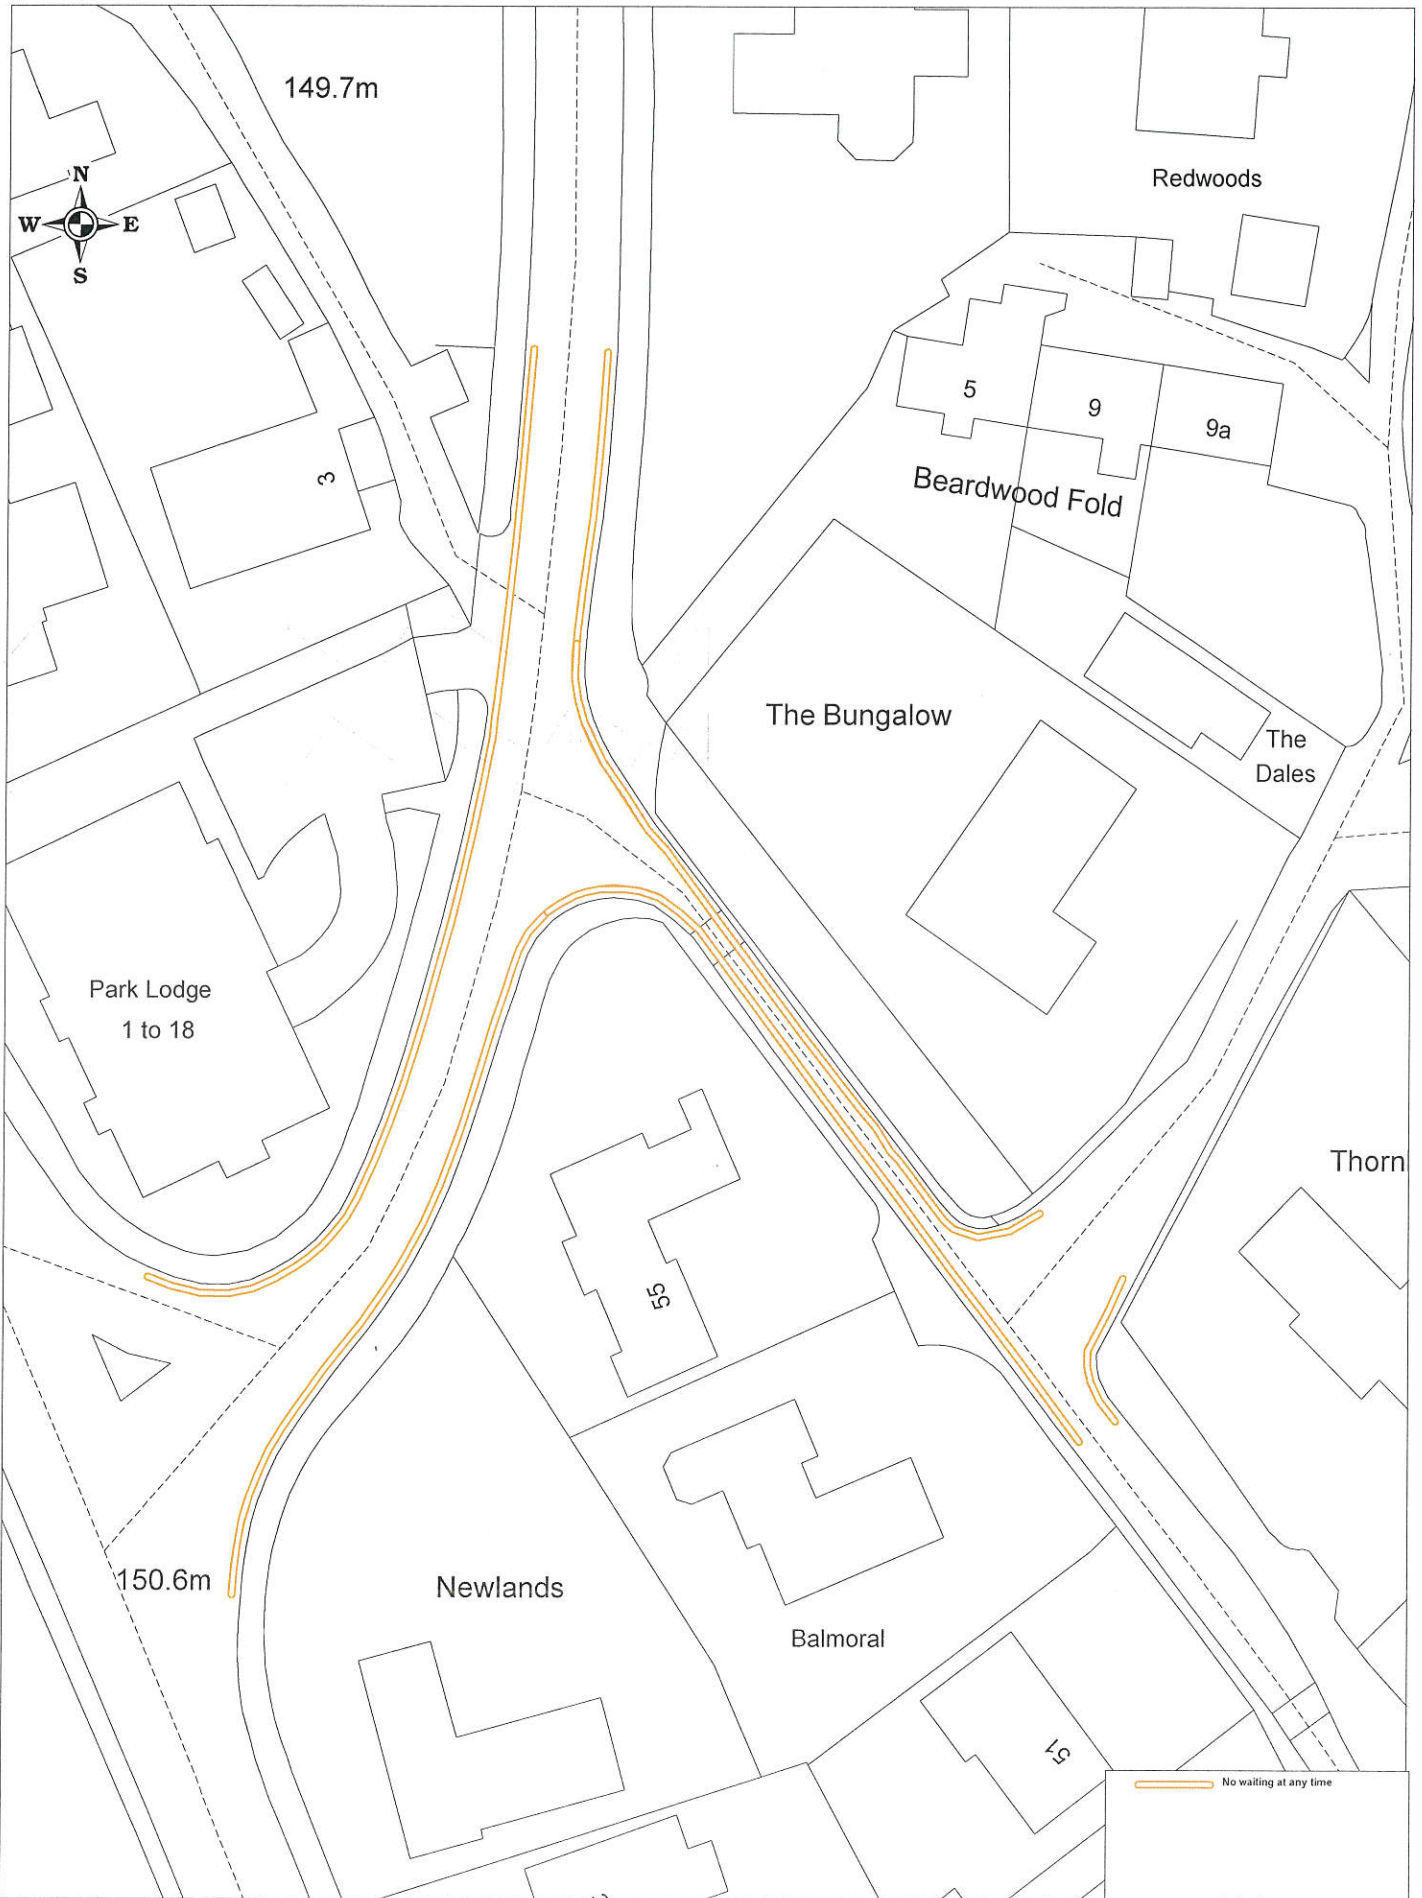 149.7m
N
W E
S
Redwoods
3
5
9
9a
Beardwood Fold
The Bungalow
The
Dales
Park Lodge
1 to 18
Thorn
55
150.6m
Newlands
Balmoral
51
No waiting at any time